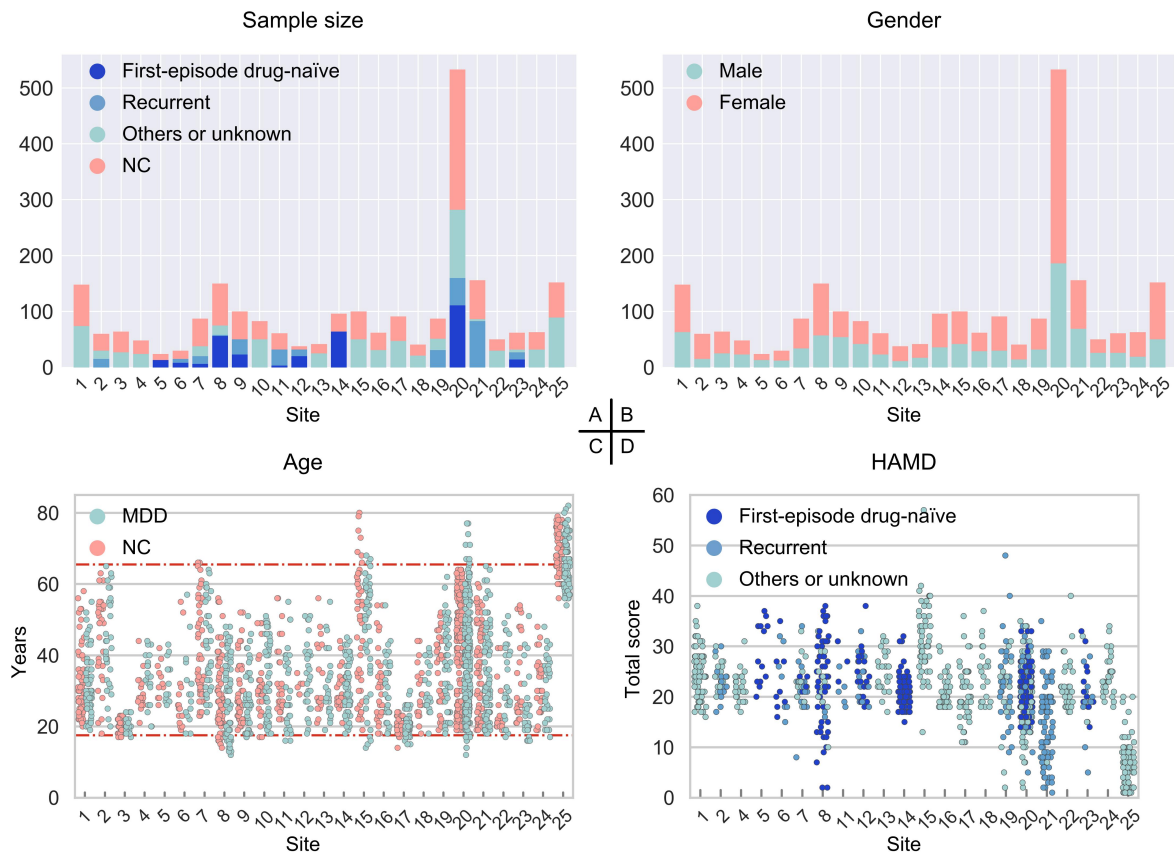 Sample size
First-episode drug-naïve
Recurrent
Others or unknown
NC
500
400
300
200
100
0
1 2 3 4 5 6 7 8 9 10 11 12 13 14 15 16 17 18 19 20 21 22 23 24 25
Site
Gender
Male
Female
500
400
300
200
100
0
1 2 3 4 5 6 7 8 9 10 11 12 13 14 15 16 17 18 19 20 21 22 23 24 25
Site
A B
C D
Age
MDD
NC
Years
80
60
40
20
0
1 2 3 4 5 6 7 8 9 10 11 12 13 14 15 16 17 18 19 20 21 22 23 24 25
Site
HAMD
First-episode drug-naïve
Recurrent
Others or unknown
Total score
60
50
40
30
20
10
0
1 2 4 5 6 7 8 11 12 13 14 15 16 17 18 19 20 21 22 23 24 25
Site